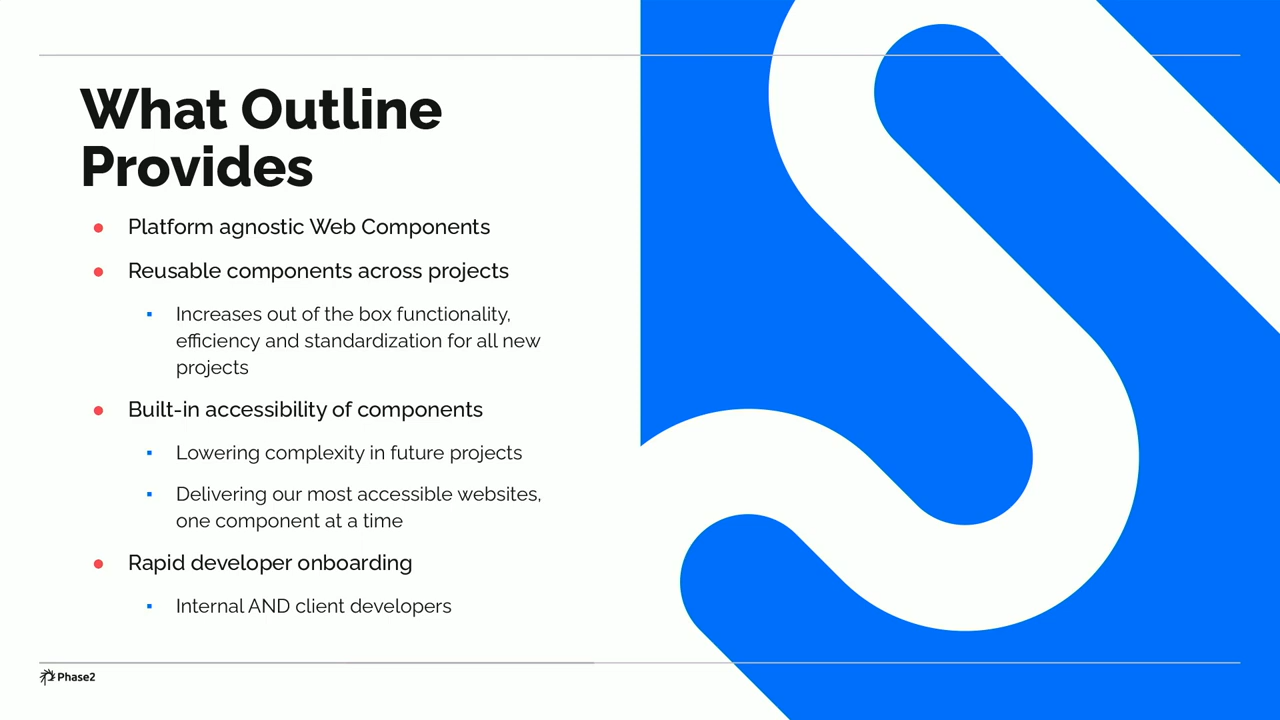 What Outline
Provides
● Platform agnostic Web Components
● Reusable components across projects
▪ Increases out of the box functionality,
efficiency and standardization for all new
projects
● Built-in accessibility of components
▪ Lowering complexity in future projects
▪ Delivering our most accessible websites,
one component at a time
● Rapid developer onboarding
▪ Internal AND client developers
Phase2